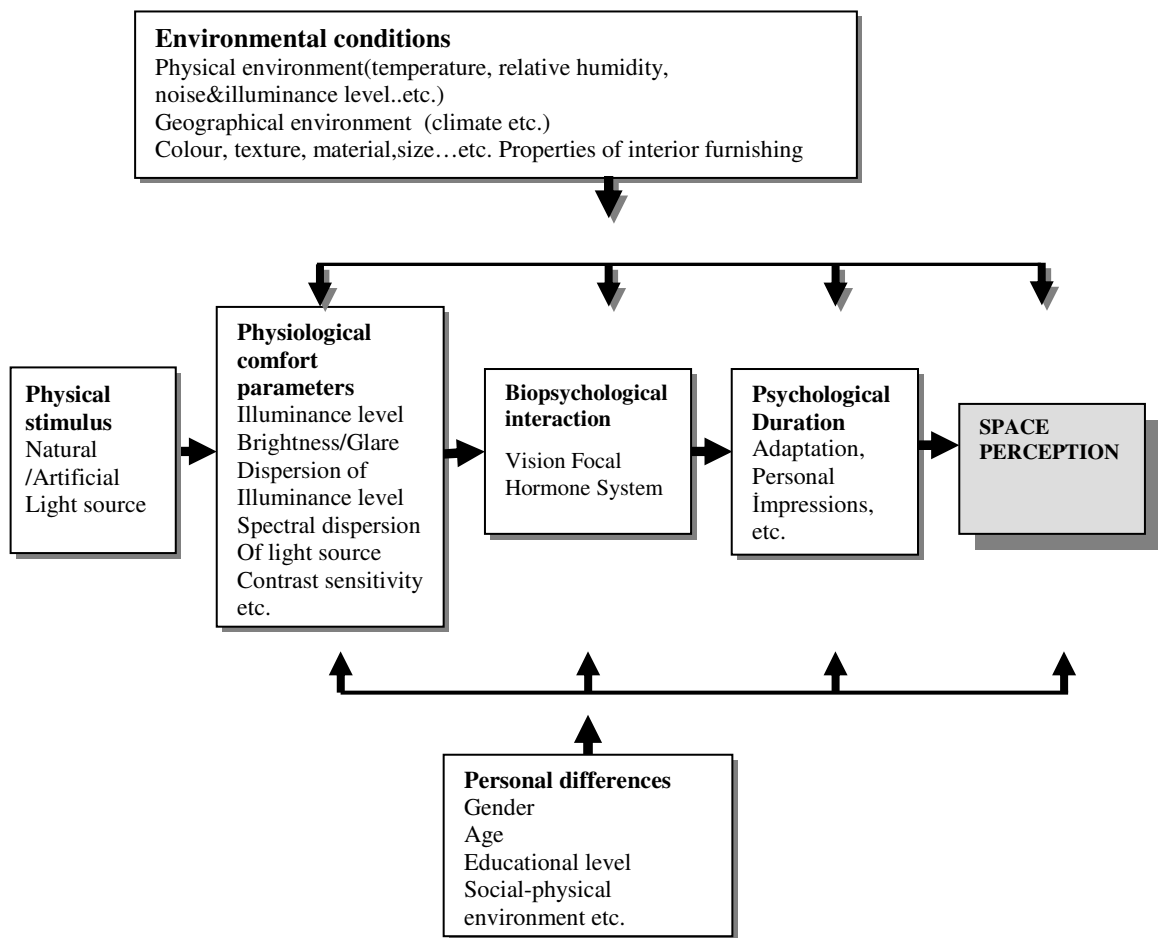 Environmental conditions
Physical environment(temperature, relative humidity,
noise&illuminance level..etc.)
Geographical environment  (climate etc.)
Colour, texture, material,size…etc. Properties of interior furnishing
Physical
stimulus
Natural
/Artificial
Light source
Physiological
comfort
parameters
Illuminance level
Brightness/Glare
Dispersion of
Illuminance level
Spectral dispersion
Of light source
Contrast sensitivity
etc.
Biopsychological
interaction
Vision Focal
Hormone System
Psychological
Duration
Adaptation,
Personal
İmpressions,
etc.
SPACE
PERCEPTION
Personal differences
Gender
Age
Educational level
Social-physical
environment etc.